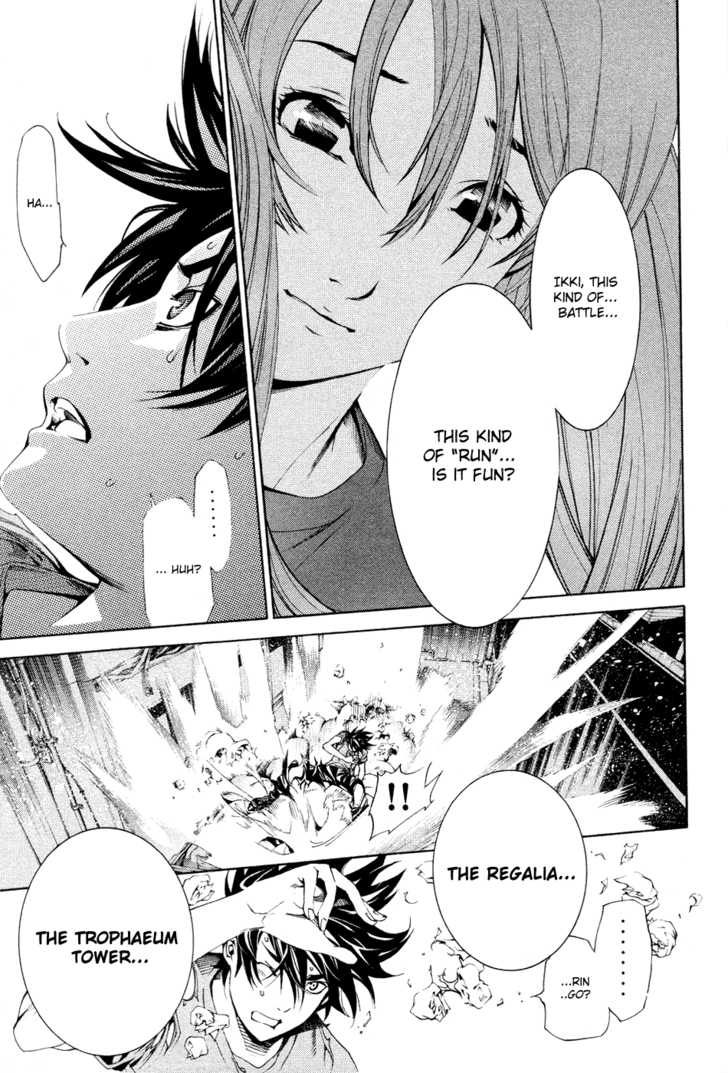 IKKI, THIS
KIND OF...
BATTLE...
THIS KIND
OF "RUN"...
IS IT FUN?
HA...
......
... HUH?
!!
THE REGALIA...
......
...RIN
..GO?
THE TROPHAEUM
TOWER...